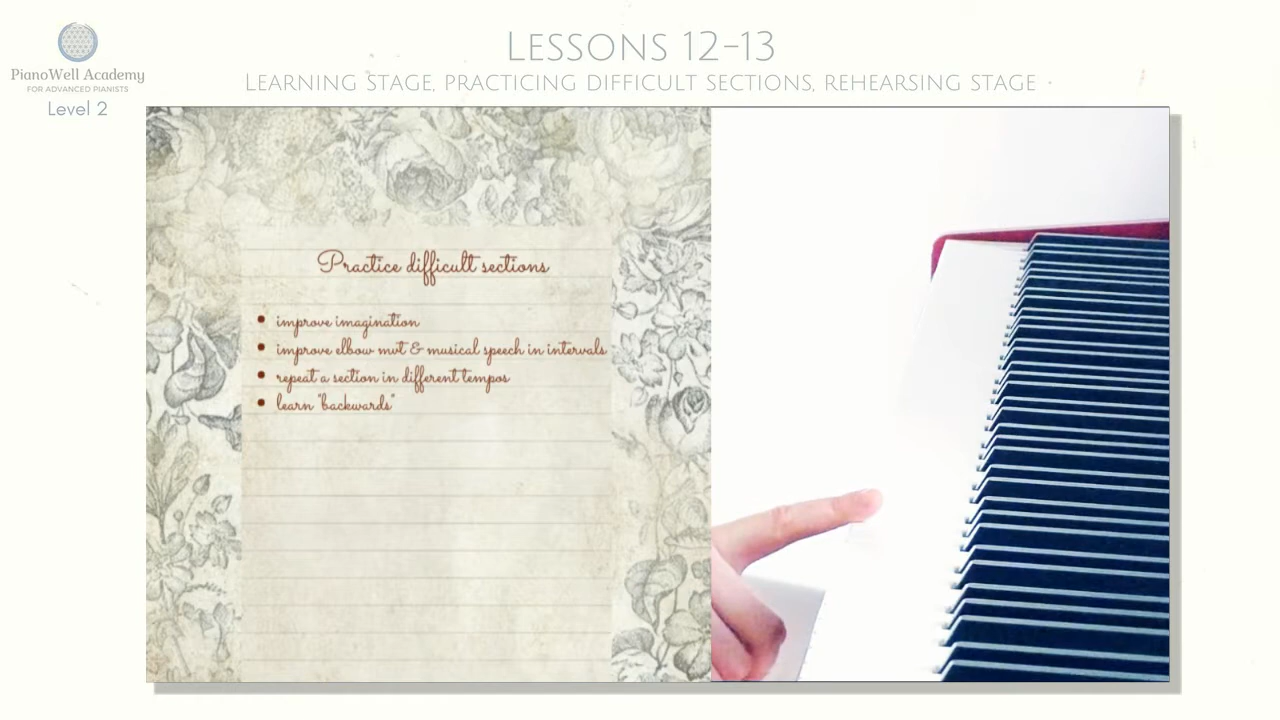 LESSONS 12-13
LEARNING STAGE, PRACTICING DIFFICULT SECTIONS, REHEARSING STAGE
PianoWell Academy
FOR ADVANCED PIANISTS
Level 2
Practice difficult sections
• improve imagination
• improve elbow mvt & musical speech in intervals
• repeat a section in different tempos
• learn "backwards"